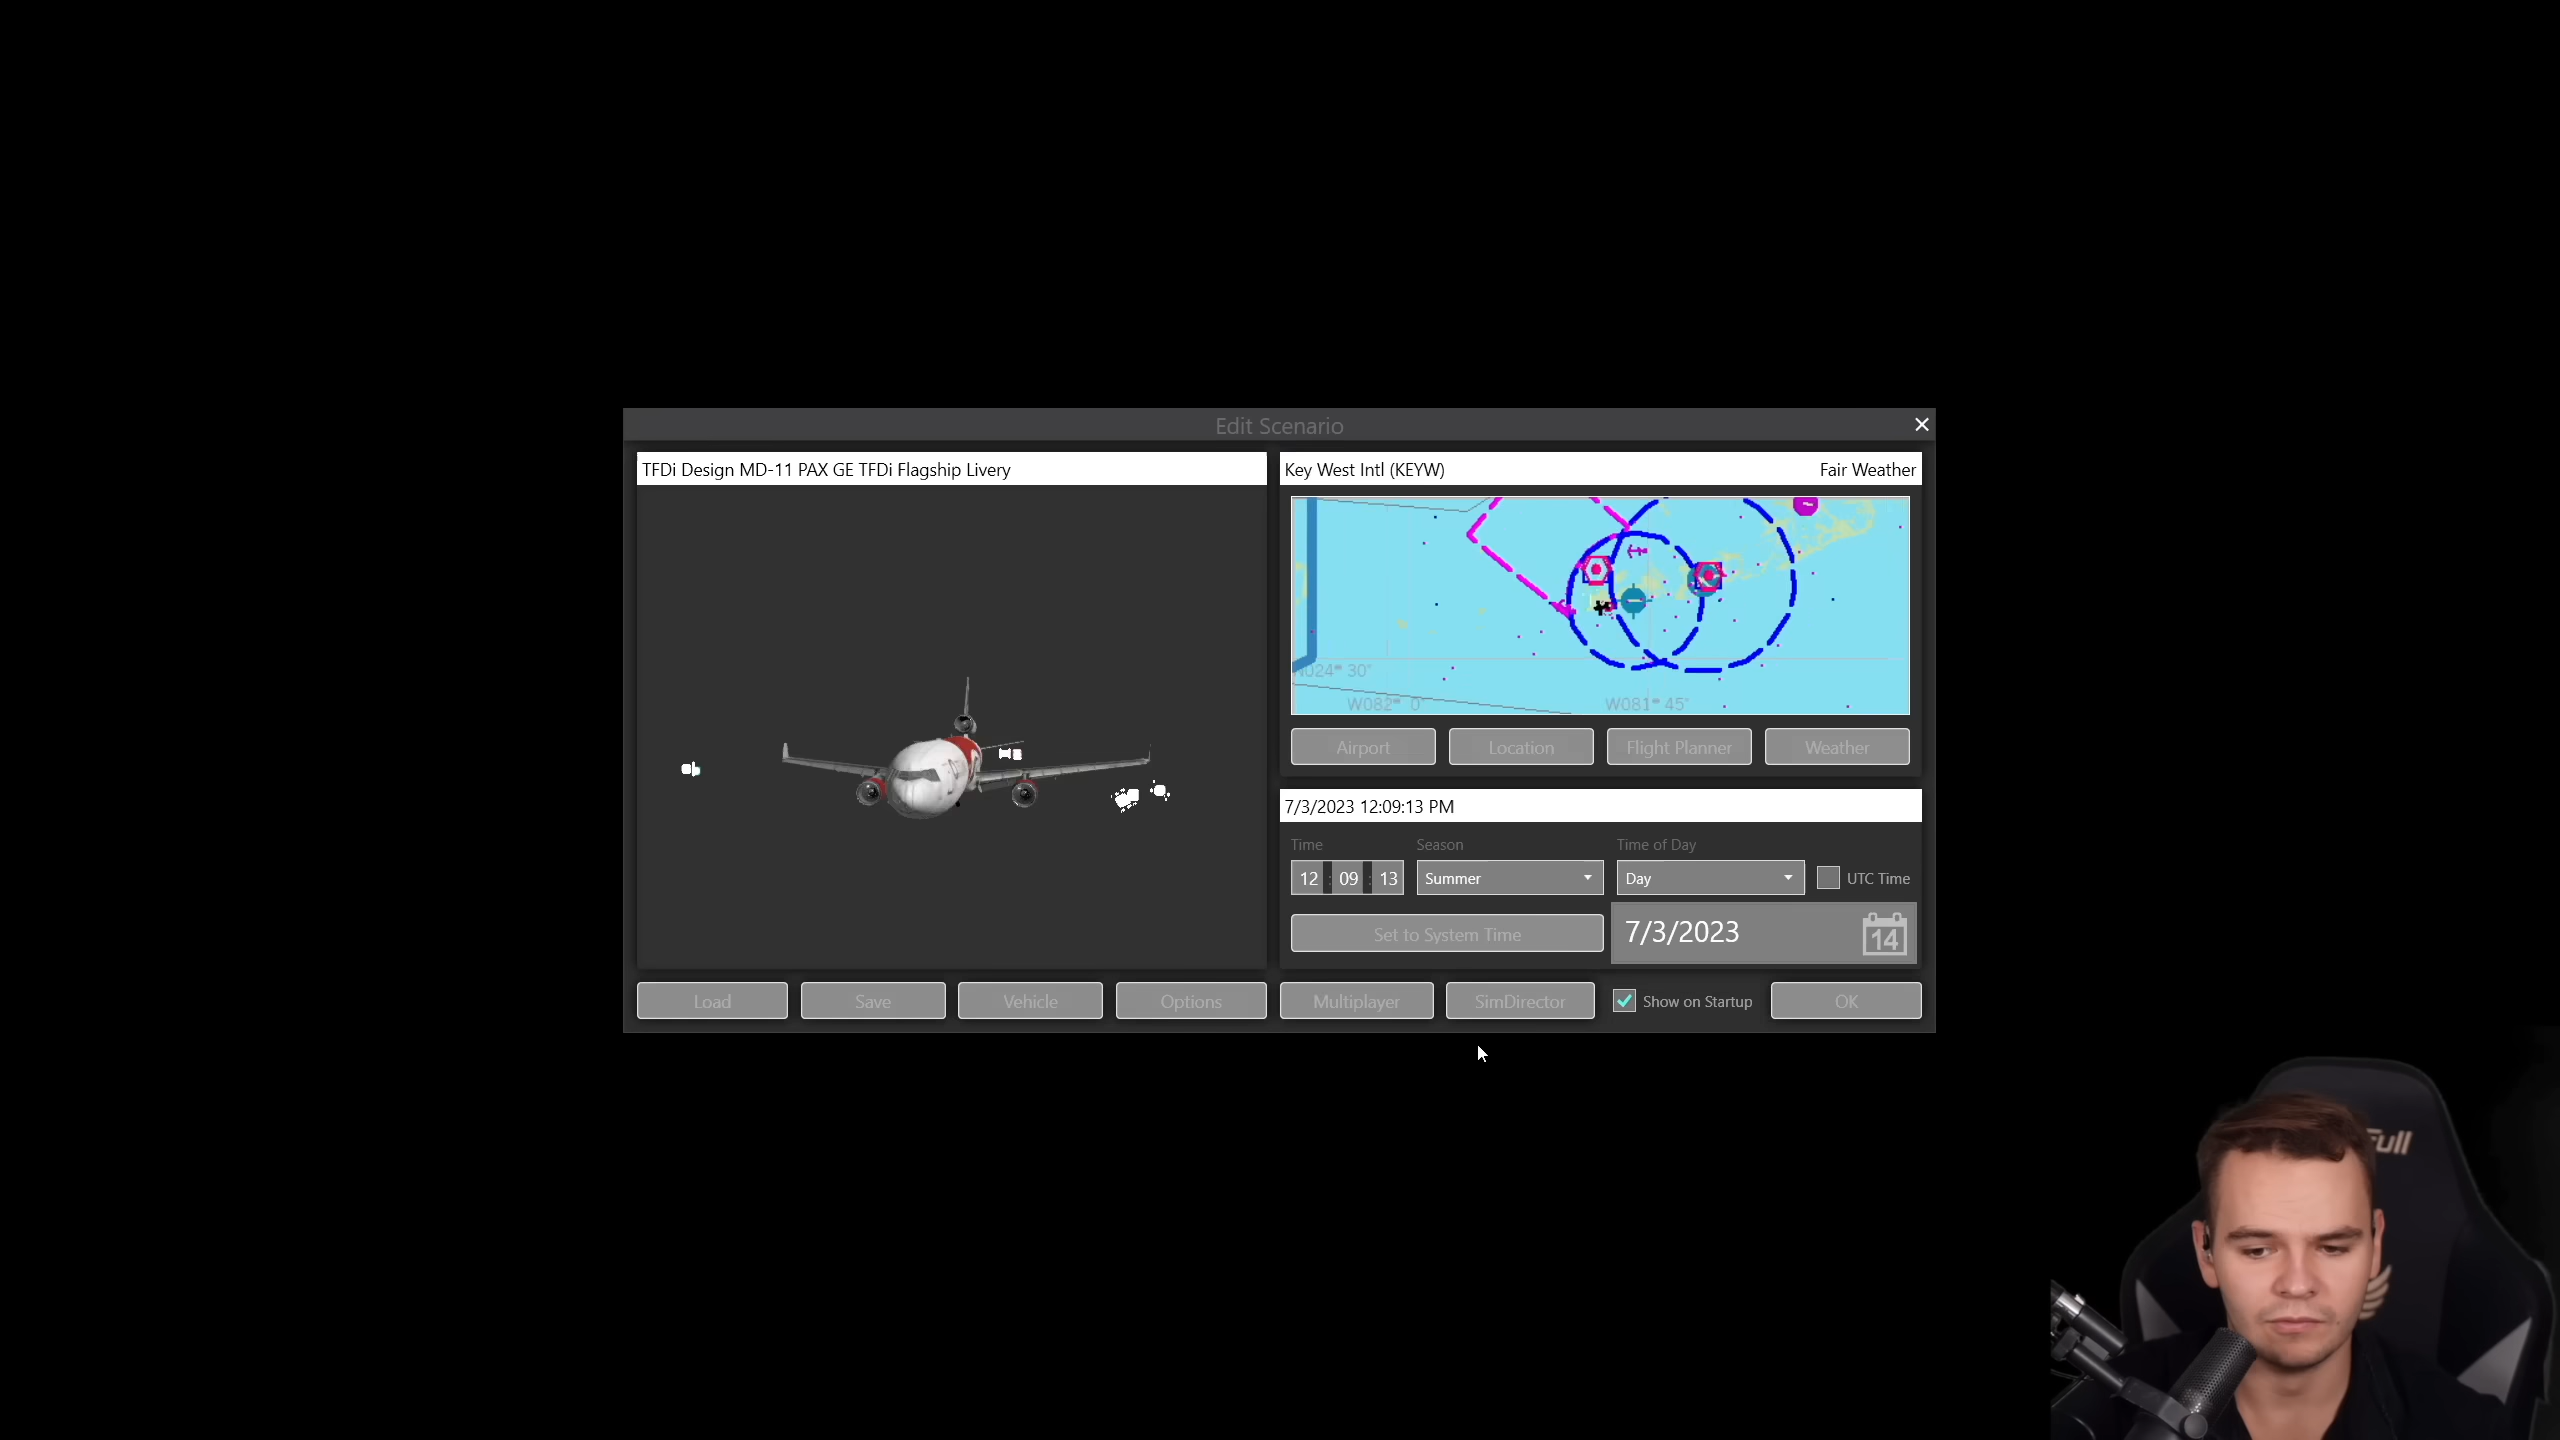 Edit Scenario
TFDi Design MD-11 PAX GE TFDi Flagship Livery
Key West Intl (KEYW)
Fair Weather
N024° 30"
W082° 0"
W081° 45"
Airport
Location
Flight Planner
Weather
7/3/2023 12:09:13 PM
Time
Season
Time of Day
12 : 09 : 13
Summer
Day
UTC Time
Set to System Time
7/3/2023
14
Load
Save
Vehicle
Options
Multiplayer
SimDirector
Show on Startup
OK
Full